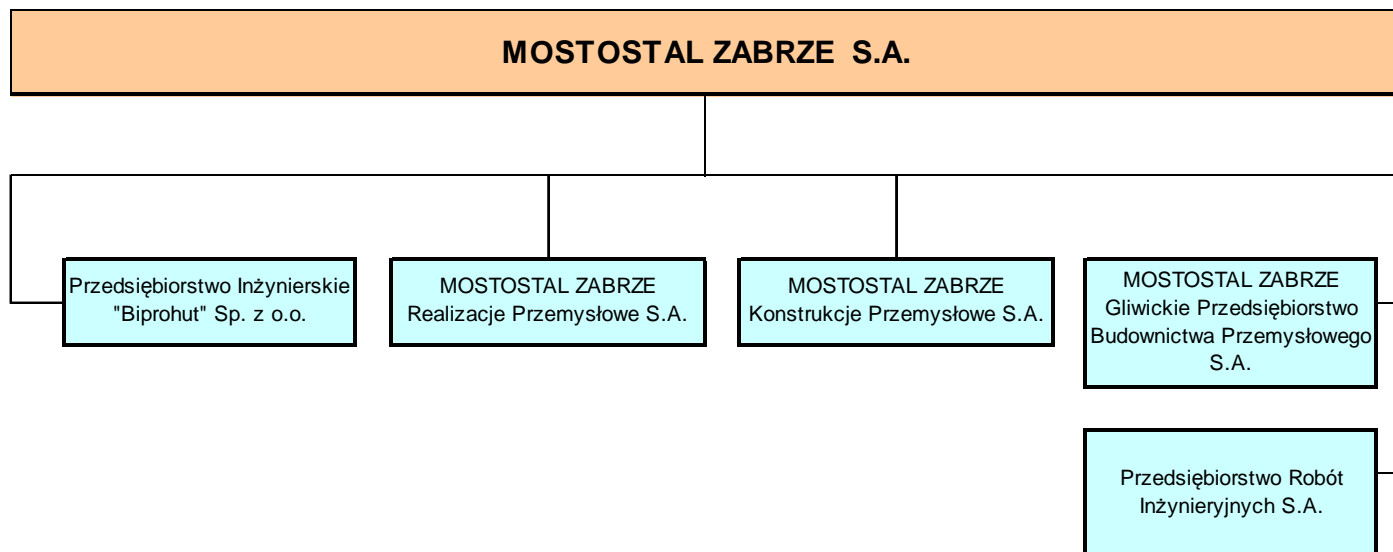 MOSTOSTAL ZABRZE S.A.
Przedsiębiorstwo Inżynierskie
"Biprohut" Sp. z o.o.
MOSTOSTAL ZABRZE
Realizacje Przemysłowe S.A.
MOSTOSTAL ZABRZE
Konstrukcje Przemysłowe S.A.
MOSTOSTAL ZABRZE
Gliwickie Przedsiębiorstwo
Budownictwa Przemysłowego
S.A.
Przedsiębiorstwo Robót
Inżynieryjnych S.A.